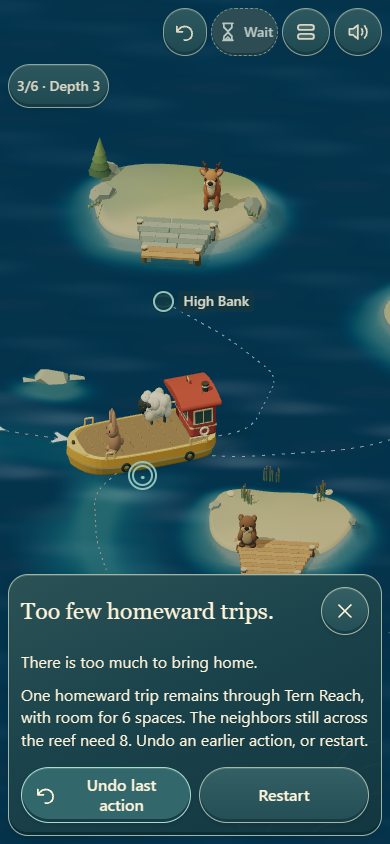 Wait
3/6 · Depth 3
High Bank
Too few homeward trips.
There is too much to bring home.
One homeward trip remains through Tern Reach,
with room for 6 spaces. The neighbors still across
the reef need 8. Undo an earlier action, or restart.
Undo last
action
Restart